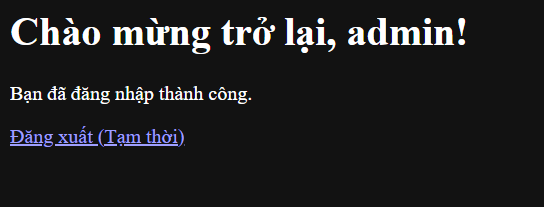 Chào mừng trở lại, admin!
Bạn đã đăng nhập thành công.
Đăng xuất (Tạm thời)